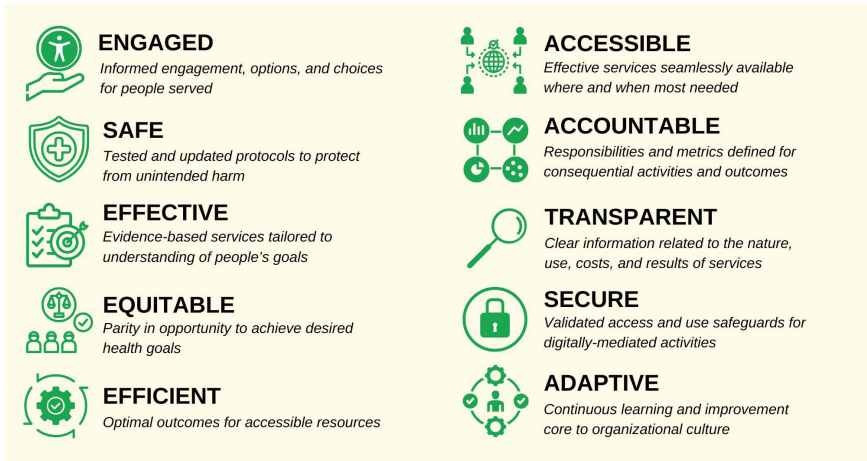 ENGAGED
Informed engagement, options, and choices
for people served
SAFE
Tested and updated protocols to protect
from unintended harm
EFFECTIVE
Evidence-based services tailored to
understanding of people's goals
EQUITABLE
Parity in opportunity to achieve desired
health goals
EFFICIENT
Optimal outcomes for accessible resources
ACCESSIBLE
Effective services seamlessly available
where and when most needed
ACCOUNTABLE
Responsibilities and metrics defined for
consequential activities and outcomes
TRANSPARENT
Clear information related to the nature,
use, costs, and results of services
SECURE
Validated access and use safeguards for
digitally-mediated activities
ADAPTIVE
Continuous learning and improvement
core to organizational culture